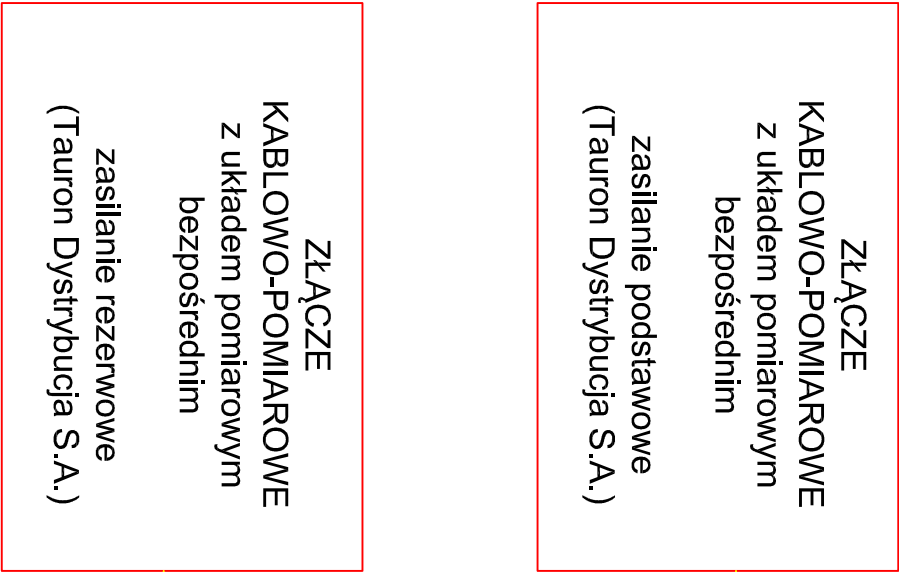 ZŁĄCZE
KABLOWO-POMIAROWE
z układem pomiarowym
bezpośrednim
zasilanie podstawowe
(Tauron Dystrybucja S.A.)
ZŁĄCZE
KABLOWO-POMIAROWE
z układem pomiarowym
bezpośrednim
zasilanie rezerwowe
(Tauron Dystrybucja S.A.)